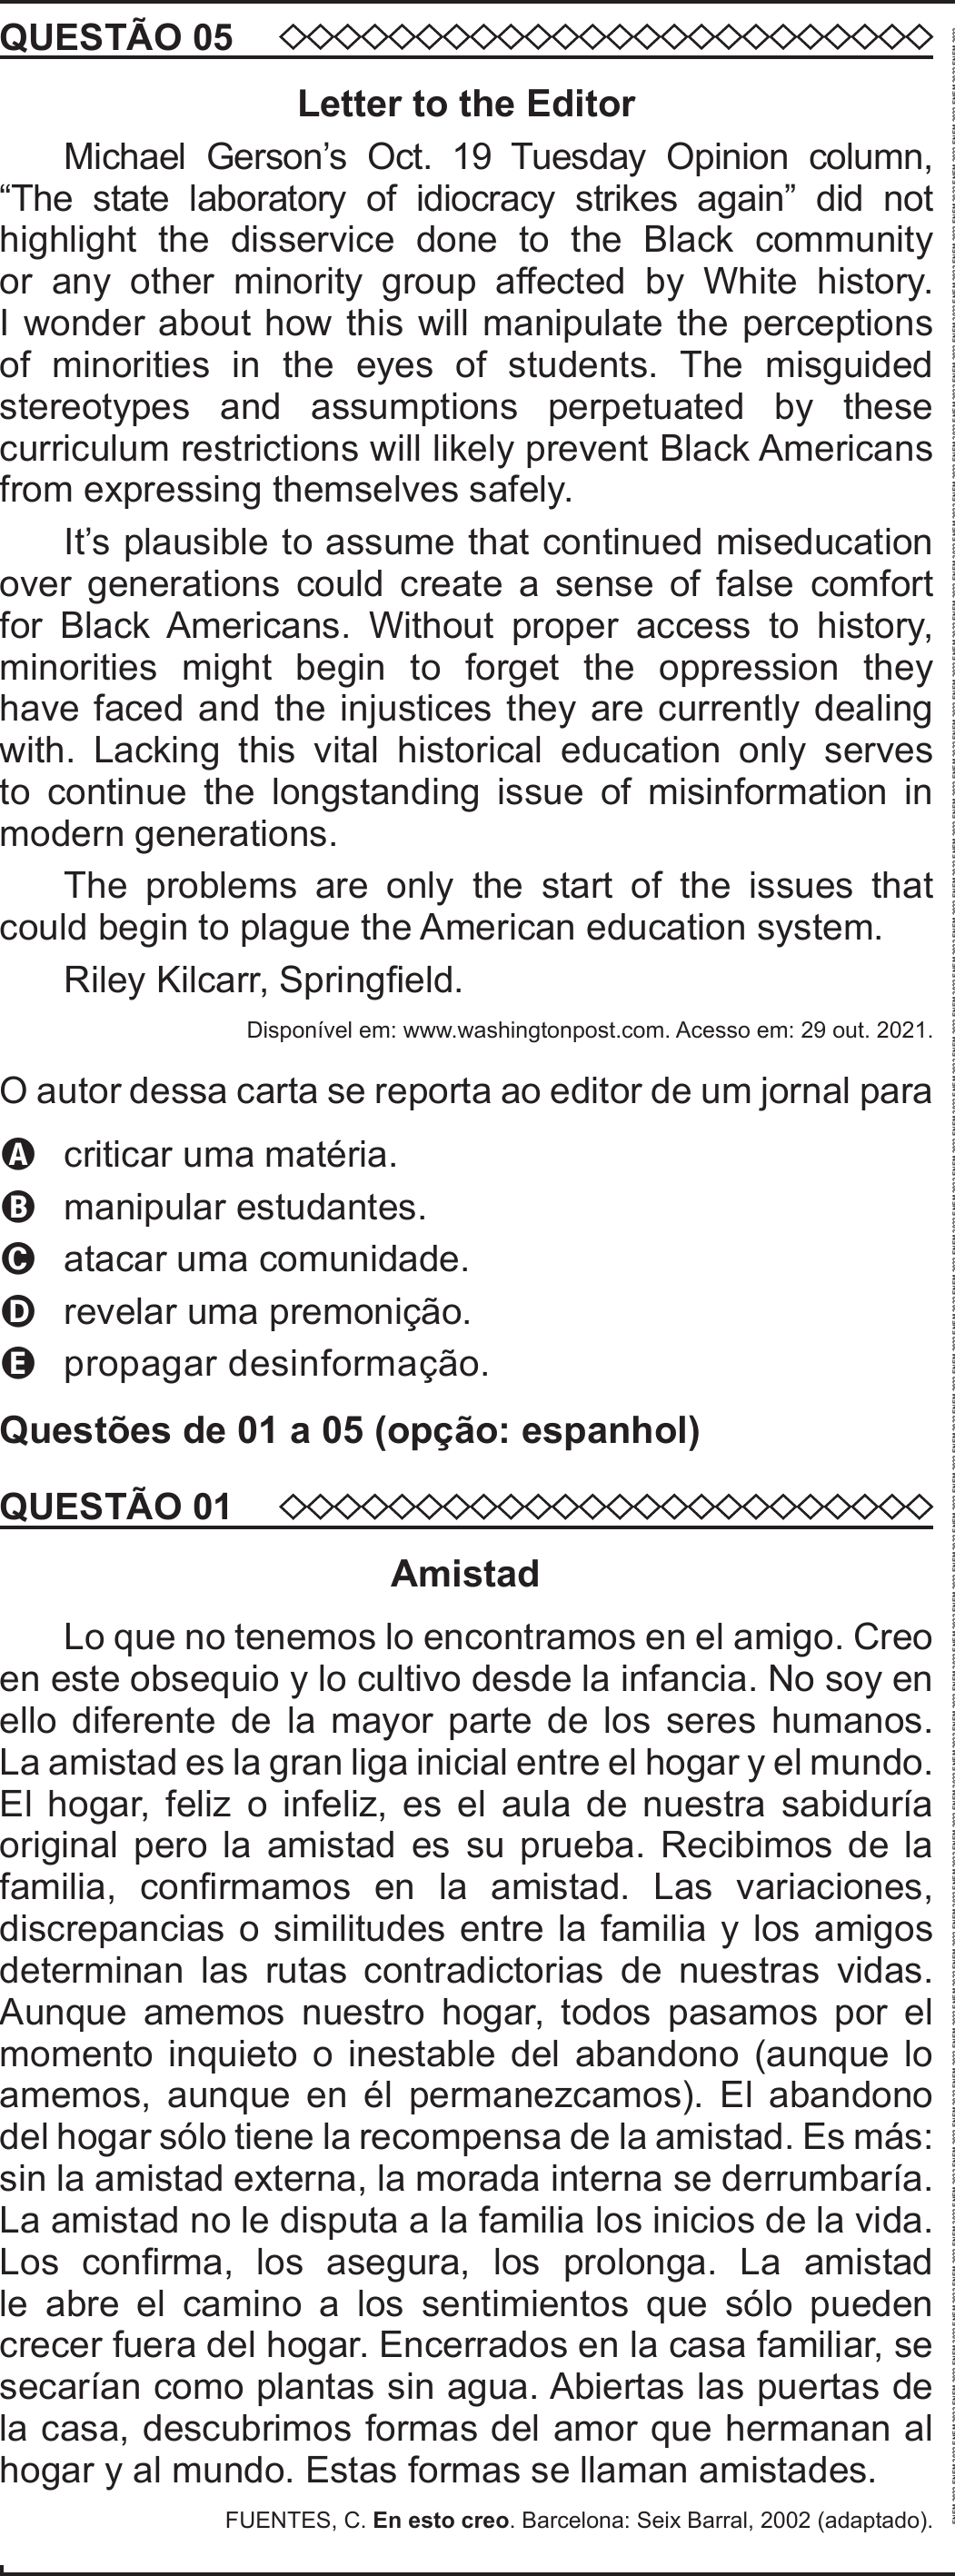 QUESTÃO 05
Letter to the Editor
Michael Gerson’s Oct. 19 Tuesday Opinion column,
“The state laboratory of idiocracy strikes again” did not
highlight the disservice done to the Black community
or any other minority group affected by White history.
I wonder about how this will manipulate the perceptions
of minorities in the eyes of students. The misguided
stereotypes and assumptions perpetuated by these
curriculum restrictions will likely prevent Black Americans
from expressing themselves safely.
It’s plausible to assume that continued miseducation
over generations could create a sense of false comfort
for Black Americans. Without proper access to history,
minorities might begin to forget the oppression they
have faced and the injustices they are currently dealing
with. Lacking this vital historical education only serves
to continue the longstanding issue of misinformation in
modern generations.
The problems are only the start of the issues that
could begin to plague the American education system.
Riley Kilcarr, Springfield.
Disponível em: www.washingtonpost.com. Acesso em: 29 out. 2021.
O autor dessa carta se reporta ao editor de um jornal para
A criticar uma matéria.
B manipular estudantes.
C atacar uma comunidade.
D revelar uma premonição.
E propagar desinformação.
Questões de 01 a 05 (opção: espanhol)
QUESTÃO 01
Amistad
Lo que no tenemos lo encontramos en el amigo. Creo
en este obsequio y lo cultivo desde la infancia. No soy en
ello diferente de la mayor parte de los seres humanos.
La amistad es la gran liga inicial entre el hogar y el mundo.
El hogar, feliz o infeliz, es el aula de nuestra sabiduría
original pero la amistad es su prueba. Recibimos de la
familia, confirmamos en la amistad. Las variaciones,
discrepancias o similitudes entre la familia y los amigos
determinan las rutas contradictorias de nuestras vidas.
Aunque amemos nuestro hogar, todos pasamos por el
momento inquieto o inestable del abandono (aunque lo
amemos, aunque en él permanezcamos). El abandono
del hogar sólo tiene la recompensa de la amistad. Es más:
sin la amistad externa, la morada interna se derrumbaría.
La amistad no le disputa a la familia los inicios de la vida.
Los confirma, los asegura, los prolonga. La amistad
le abre el camino a los sentimientos que sólo pueden
crecer fuera del hogar. Encerrados en la casa familiar, se
secarían como plantas sin agua. Abiertas las puertas de
la casa, descubrimos formas del amor que hermanan al
hogar y al mundo. Estas formas se llaman amistades.
FUENTES, C. En esto creo. Barcelona: Seix Barral, 2002 (adaptado).